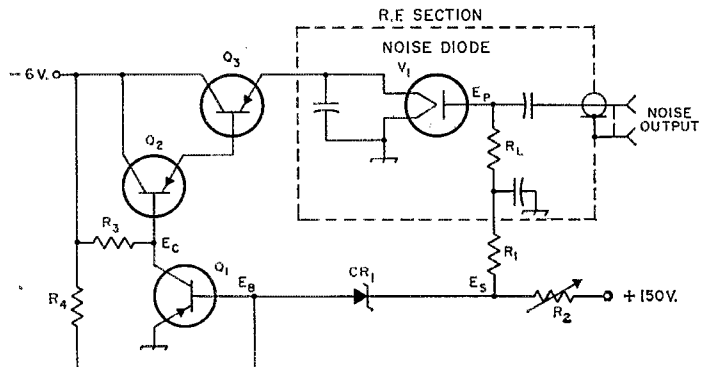 R.F. SECTION
NOISE DIODE
-6V.
Q3
V1
EP
NOISE
OUTPUT
RL
Q2
R3
EC
R1
Q1
R4
EB
CR1
ES
R2
+150V.